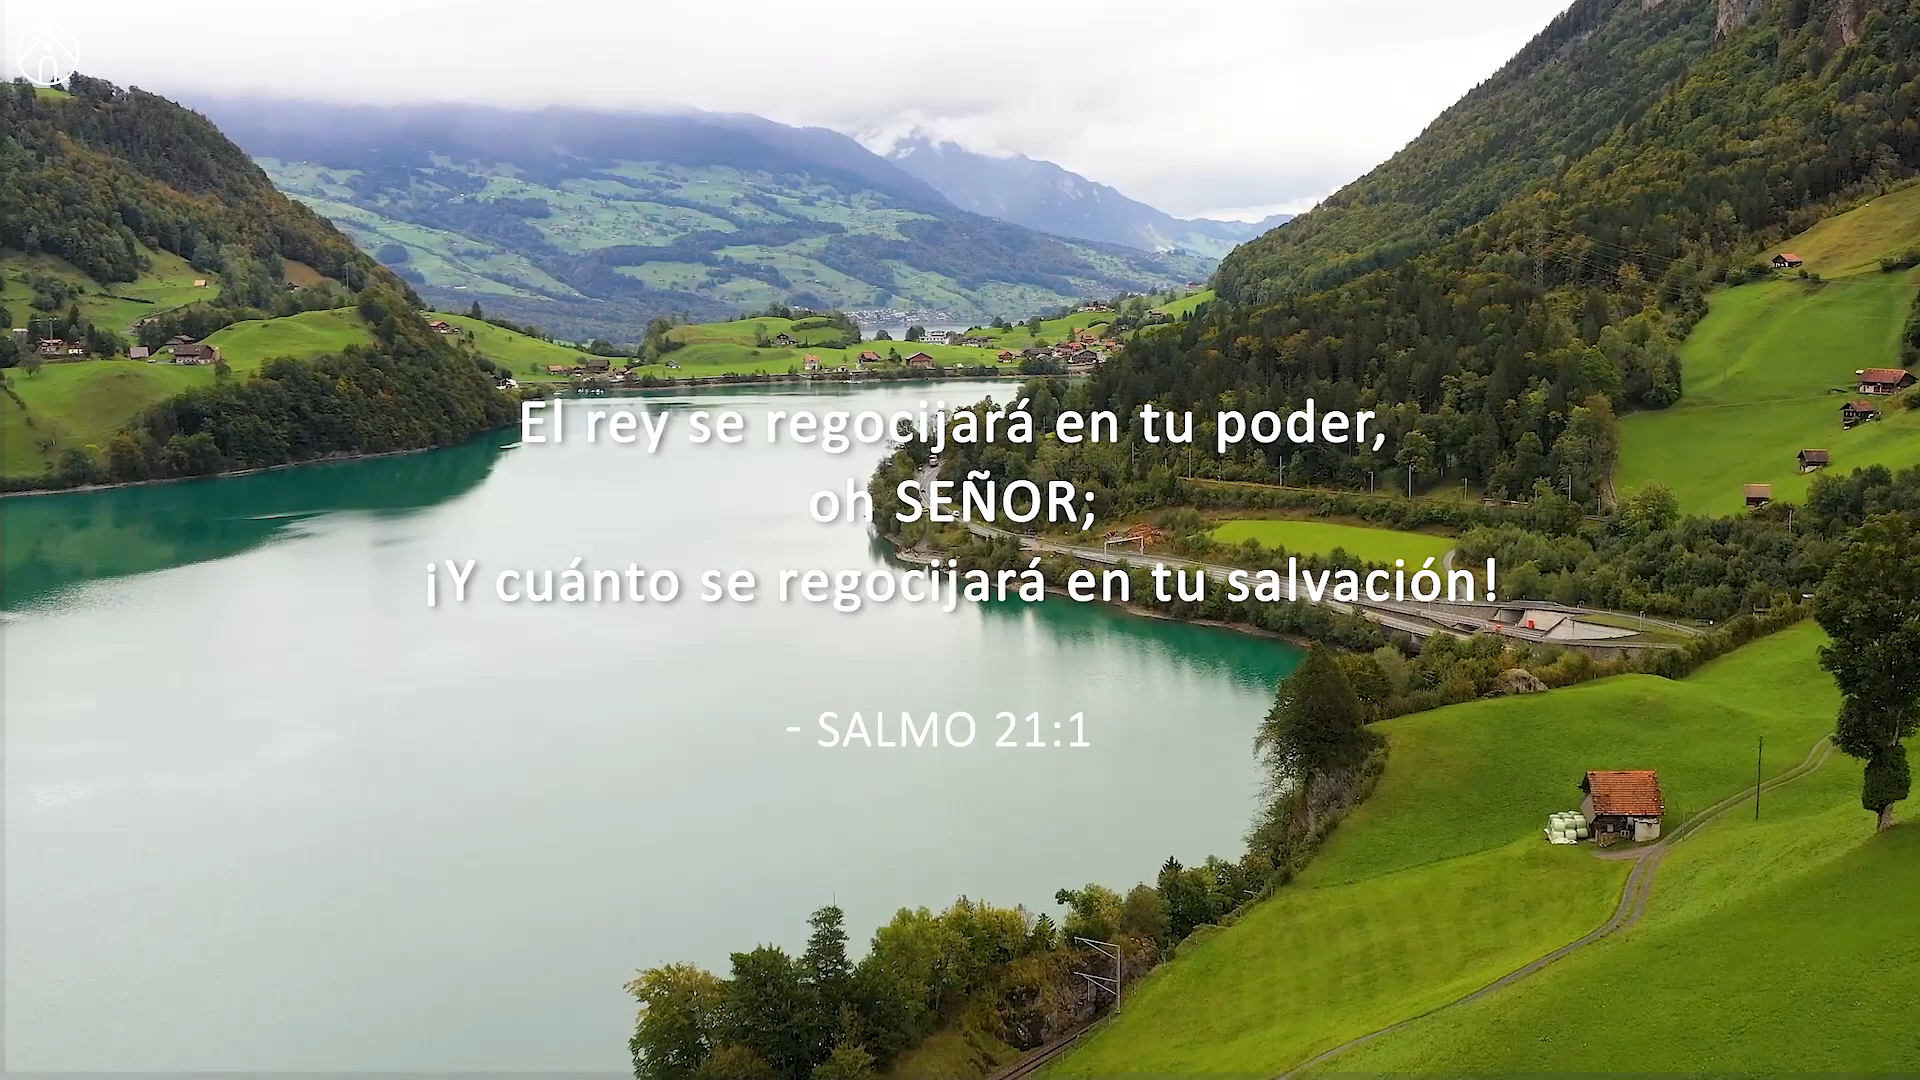 El rey se regocijará en tu poder,
oh SEÑOR;
¡Y cuánto se regocijará en tu salvación!
- SALMO 21:1